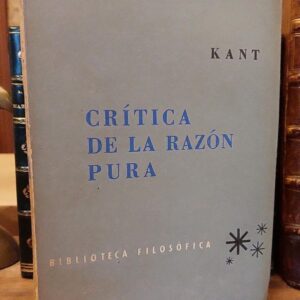 KANT
CRÍTICA
DE LA RAZÓN
PURA
BIBLIOTECA FILOSÓFICA